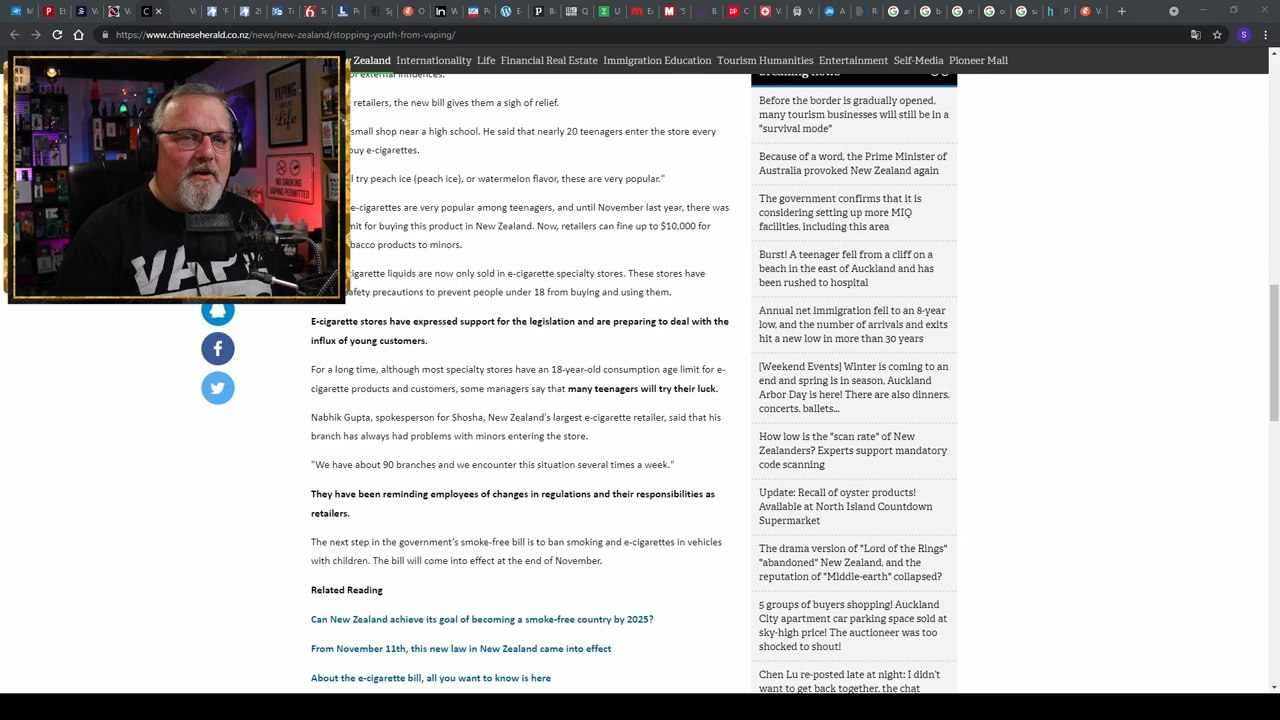 https://www.chineseherald.co.nz/news/new-zealand/stopping-youth-from-vaping/
Zealand Internationality Life Financial Real Estate Immigration Education Tourism Humanities Entertainment Self-Media Pioneer Mall
of external influences.
retailers, the new bill gives them a sigh of relief.
small shop near a high school. He said that nearly 20 teenagers enter the store every
buy e-cigarettes.
try peach ice (peach ice), or watermelon flavor, these are very popular."
e-cigarettes are very popular among teenagers, and until November last year, there was
for buying this product in New Zealand. Now, retailers can fine up to $10,000 for
products to minors.
liquids are now only sold in e-cigarette specialty stores. These stores have
precautions to prevent people under 18 from buying and using them.
E-cigarette stores have expressed support for the legislation and are preparing to deal with the
influx of young customers.
For a long time, although most specialty stores have an 18-year-old consumption age limit for e-
cigarette products and customers, some managers say that many teenagers will try their luck.
Nabhik Gupta, spokesperson for Shosha, New Zealand's largest e-cigarette retailer, said that his
branch has always had problems with minors entering the store.
"We have about 90 branches and we encounter this situation several times a week."
They have been reminding employees of changes in regulations and their responsibilities as
retailers.
The next step in the government's smoke-free bill is to ban smoking and e-cigarettes in vehicles
with children. The bill will come into effect at the end of November.
Related Reading
Can New Zealand achieve its goal of becoming a smoke-free country by 2025?
From November 11th, this new law in New Zealand came into effect
About the e-cigarette bill, all you want to know is here
breaking news
Before the border is gradually opened,
many tourism businesses will still be in a
"survival mode"
Because of a word, the Prime Minister of
Australia provoked New Zealand again
The government confirms that it is
considering setting up more MIQ
facilities, including this area
Burst! A teenager fell from a cliff on a
beach in the east of Auckland and has
been rushed to hospital
Annual net immigration fell to an 8-year
low, and the number of arrivals and exits
hit a new low in more than 30 years
[Weekend Events] Winter is coming to an
end and spring is in season, Auckland
Arbor Day is here! There are also dinners,
concerts, ballets...
How low is the "scan rate" of New
Zealanders? Experts support mandatory
code scanning
Update: Recall of oyster products!
Available at North Island Countdown
Supermarket
The drama version of "Lord of the Rings"
"abandoned" New Zealand, and the
reputation of "Middle-earth" collapsed?
5 groups of buyers shopping! Auckland
City apartment car parking space sold at
sky-high price! The auctioneer was too
shocked to shout!
Chen Lu re-posted late at night: I didn't
want to get back together, the chat
VAPING
Life
NO SMOKING
VAPING PERMITTED
VAPE